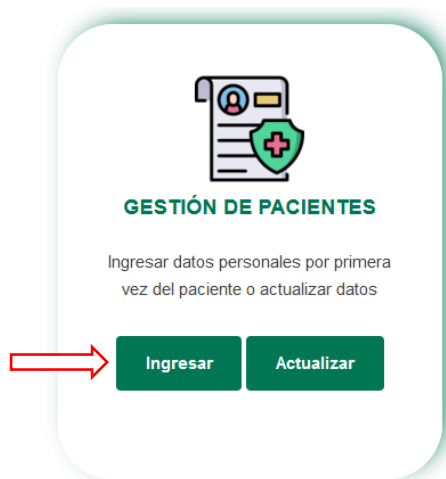 GESTIÓN DE PACIENTES
Ingresar datos personales por primera
vez del paciente o actualizar datos
Ingresar Actualizar